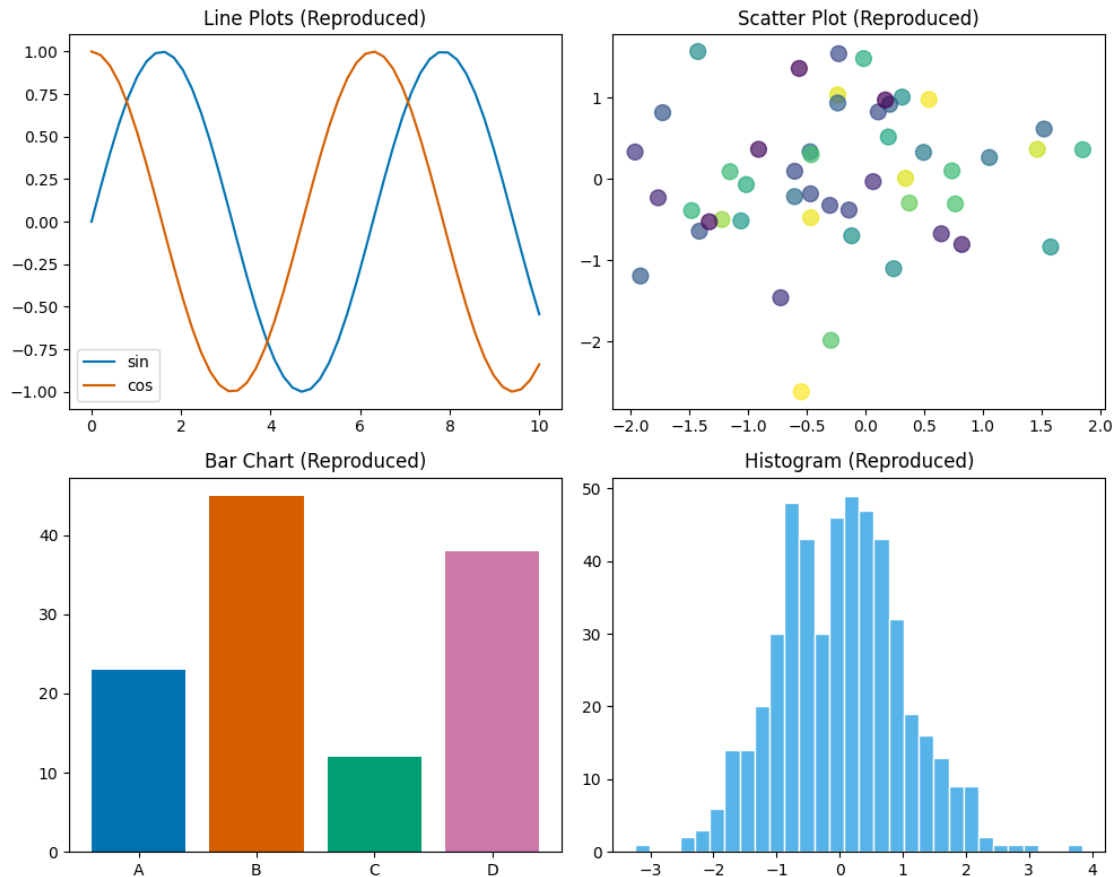 Line Plots (Reproduced)
1.00
0.75
0.50
0.25
0.00
−0.25
−0.50
−0.75
−1.00
sin
cos
0 2 4 6 8 10
Scatter Plot (Reproduced)
1
0
−1
−2
−2.0 −1.5 −1.0 −0.5 0.0 0.5 1.0 1.5 2.0
Bar Chart (Reproduced)
40
30
20
10
0
A B C D
Histogram (Reproduced)
50
40
30
20
10
0
−3 −2 −1 0 1 2 3 4